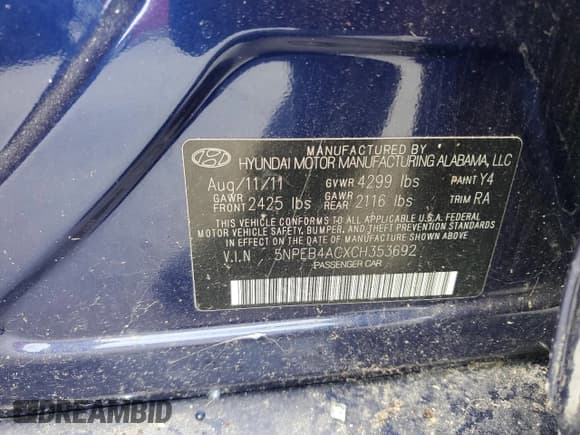 MANUFACTURED BY
HYUNDAI MOTOR MANUFACTURING ALABAMA, LLC
Aug/11/11 GVWR 4299 lbs PAINT Y4
GAWR FRONT 2425 lbs GAWR REAR 2116 lbs TRIM RA
THIS VEHICLE CONFORMS TO ALL APPLICABLE U.S.A. FEDERAL
MOTOR VEHICLE SAFETY, BUMPER, AND THEFT PREVENTION STANDARDS
IN EFFECT ON THE DATE OF MANUFACTURE SHOWN ABOVE.
V.I.N 5NPEB4ACXCH353692
PASSENGER CAR
DREAMBID